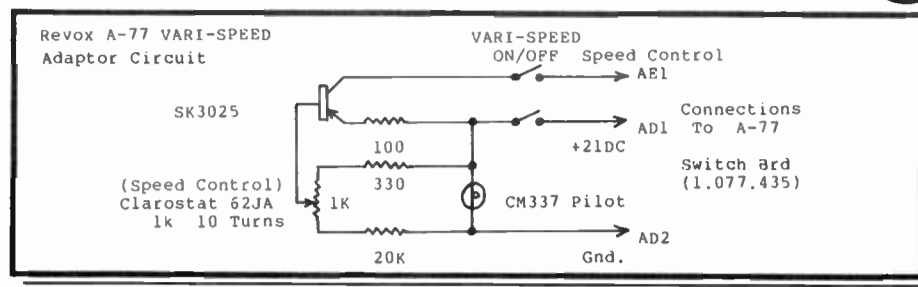 Revox A-77 VARI-SPEED
Adaptor Circuit
VARI-SPEED
ON/OFF Speed Control
AE1
SK3025
Connections
AD1 To A-77
100
+21DC
330
Switch Brd
(1.077.435)
(Speed Control)
Clarostat 62JA
1k 10 Turns
1K
CM337 Pilot
AD2
20K
Gnd.